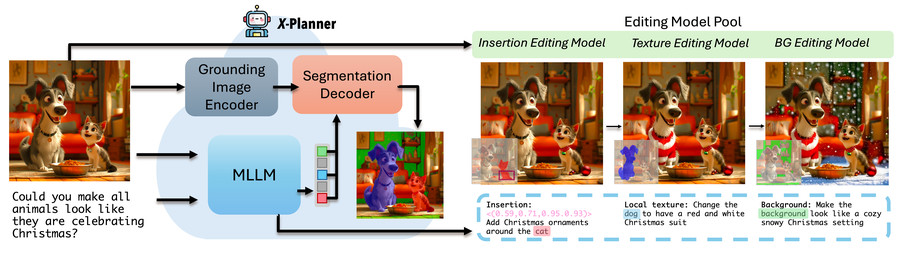 X-Planner
Editing Model Pool
Insertion Editing Model
Texture Editing Model
BG Editing Model
Grounding
Image
Encoder
Segmentation
Decoder
MLLM
Could you make all
animals look like
they are celebrating
Christmas?
Insertion:
<(0.59,0.71,0.95,0.93)>
Add Christmas ornaments
around the cat
Local texture: Change the
dog to have a red and white
Christmas suit
Background: Make the
background look like a cozy
snowy Christmas setting